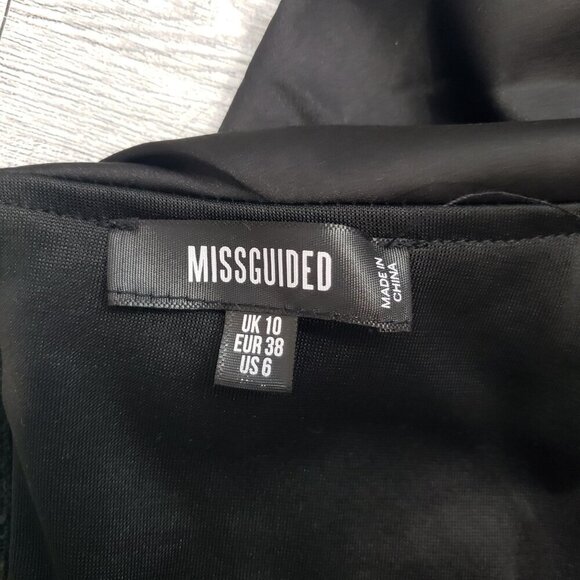 MISSGUIDED
MADE IN
CHINA
UK 10
EUR 38
US 6